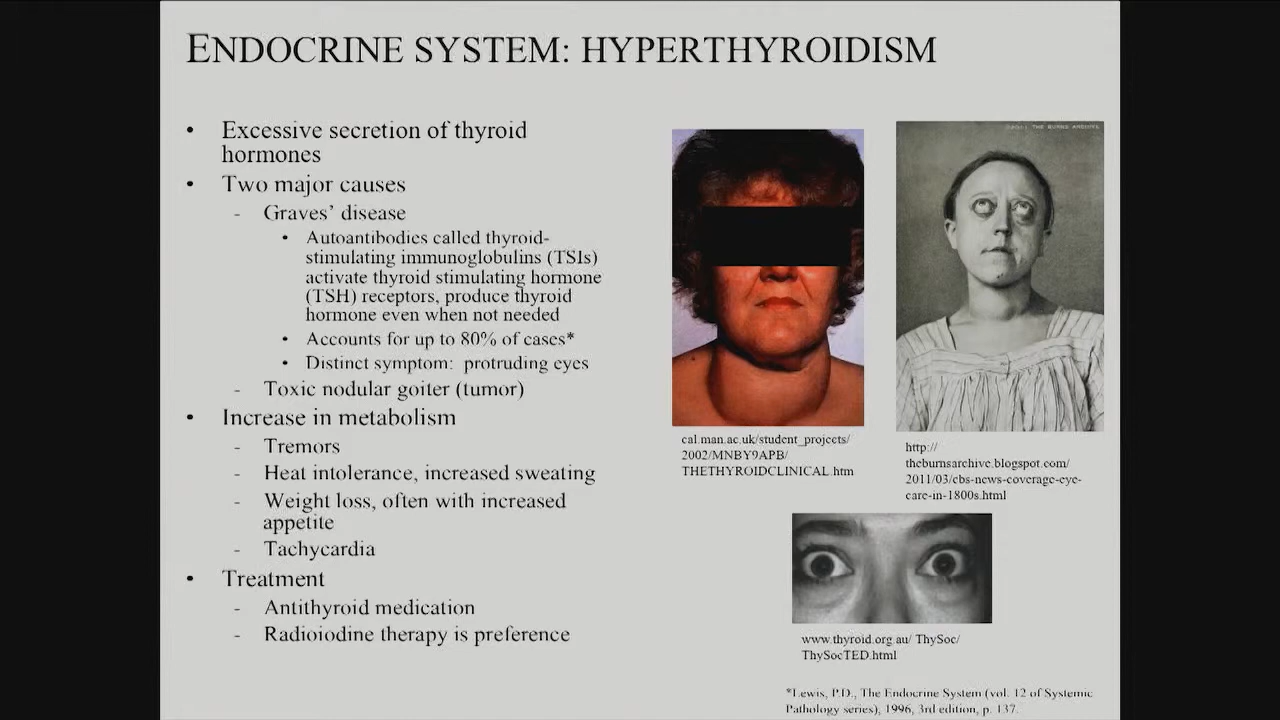 ENDOCRINE SYSTEM: HYPERTHYROIDISM
• Excessive secretion of thyroid
hormones
• Two major causes
- Graves' disease
• Autoantibodies called thyroid-
stimulating immunoglobulins (TSIs)
activate thyroid stimulating hormone
(TSH) receptors, produce thyroid
hormone even when not needed
• Accounts for up to 80% of cases*
• Distinct symptom: protruding eyes
- Toxic nodular goiter (tumor)
• Increase in metabolism
- Tremors
- Heat intolerance, increased sweating
- Weight loss, often with increased
appetite
- Tachycardia
• Treatment
- Antithyroid medication
- Radioiodine therapy is preference
cal.man.ac.uk/student_projects/
2002/MNBY9APB/
THETHYROIDCLINICAL.htm
THE BURNS ARCHIVE
http://
theburnsarchive.blogspot.com/
2011/03/cbs-news-coverage-eye-
care-in-1800s.html
www.thyroid.org.au/ ThySoc/
ThySocTED.html
*Lewis, P.D., The Endocrine System (vol. 12 of Systemic
Pathology series), 1996, 3rd edition, p. 137.